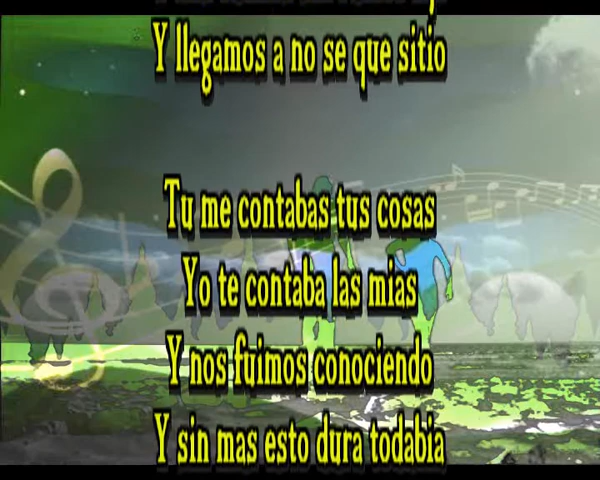 Y llegamos a no se que sitio
Tu me contabas tus cosas
Yo te contaba las mias
Y nos fuimos conociendo
Y sin mas esto dura todabia